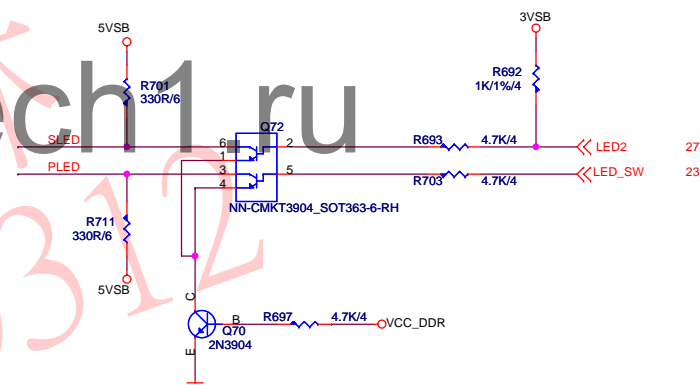 5VSB
3VSB
R701
330R/6
R692
1K/1%/4
ech1.ru
Q72
SLED
6
2
R693
4.7K/4
LED2
27
1
PLED
3
5
R703
4.7K/4
LED_SW
23
4
NN-CMKT3904_SOT363-6-RH
R711
330R/6
5VSB
312
C
B
R697
4.7K/4
VCC_DDR
Q70
2N3904
E